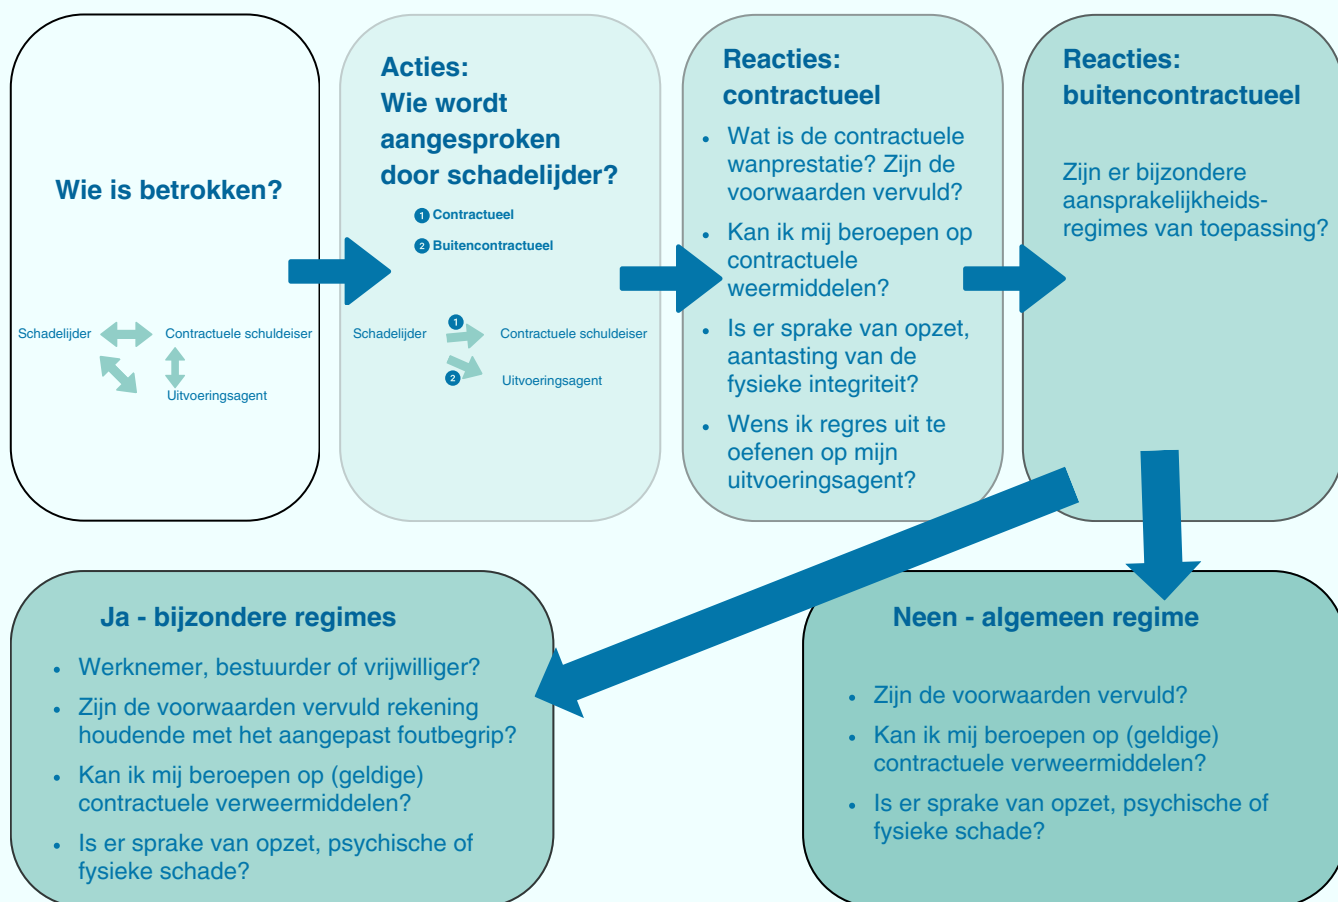 Wie is betrokken?
Schadelijder
Contractuele schuldeiser
Uitvoeringsagent
Acties:
Wie wordt
aangesproken
door schadelijder?
1 Contractueel
2 Buitencontractueel
Schadelijder
1
Contractuele schuldeiser
2
Uitvoeringsagent
Reacties:
contractueel
• Wat is de contractuele
wanprestatie? Zijn de
voorwaarden vervuld?
• Kan ik mij beroepen op
contractuele
weermiddelen?
• Is er sprake van opzet,
aantasting van de
fysieke integriteit?
• Wens ik regres uit te
oefenen op mijn
uitvoeringsagent?
Reacties:
buitencontractueel
Zijn er bijzondere
aansprakelijkheids-
regimes van toepassing?
Ja - bijzondere regimes
• Werknemer, bestuurder of vrijwilliger?
• Zijn de voorwaarden vervuld rekening
houdende met het aangepast foutbegrip?
• Kan ik mij beroepen op (geldige)
contractuele verweermiddelen?
• Is er sprake van opzet, psychische of
fysieke schade?
Neen - algemeen regime
• Zijn de voorwaarden vervuld?
• Kan ik mij beroepen op (geldige)
contractuele verweermiddelen?
• Is er sprake van opzet, psychische of
fysieke schade?